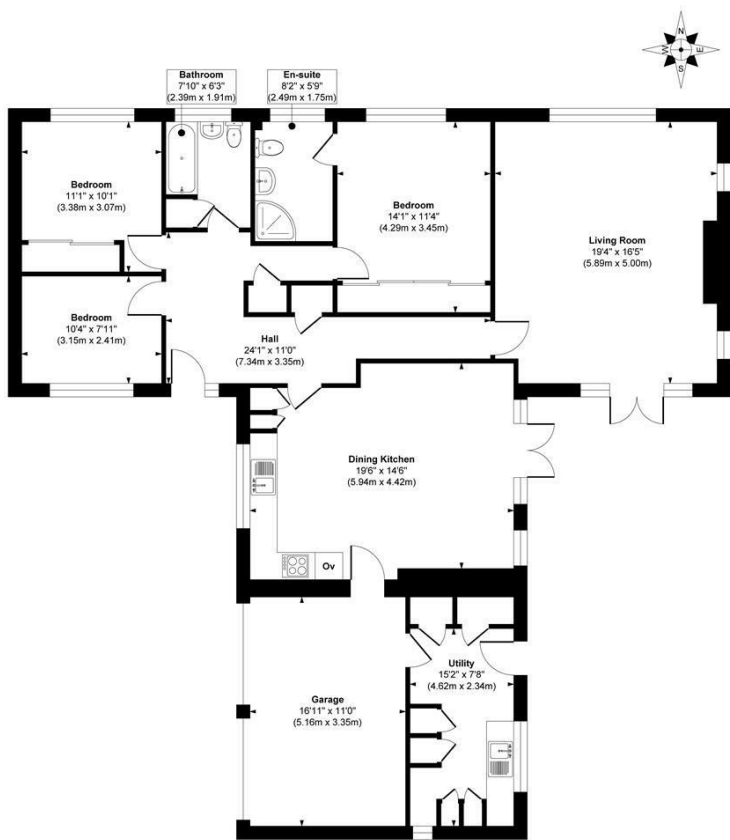 N
W E
S
Bathroom
7'10" x 6'3"
(2.39m x 1.91m)
En-suite
8'2" x 5'9"
(2.49m x 1.75m)
Bedroom
11'1" x 10'1"
(3.38m x 3.07m)
Bedroom
14'1" x 11'4"
(4.29m x 3.45m)
Living Room
19'4" x 16'5"
(5.89m x 5.00m)
Bedroom
10'4" x 7'11"
(3.15m x 2.41m)
Hall
24'1" x 11'0"
(7.34m x 3.35m)
Dining Kitchen
19'6" x 14'6"
(5.94m x 4.42m)
Ov
Utility
15'2" x 7'8"
(4.62m x 2.34m)
Garage
16'11" x 11'0"
(5.16m x 3.35m)